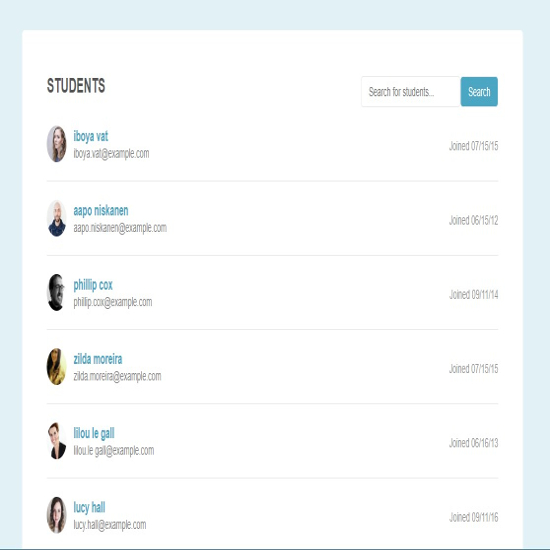 STUDENTS
Search for students... Search
iboya vat
iboya.vat@example.com
Joined 07/15/15
aapo niskanen
aapo.niskanen@example.com
Joined 06/15/12
phillip cox
phillip.cox@example.com
Joined 09/11/14
zilda moreira
zilda.moreira@example.com
Joined 07/15/15
lilou le gall
lilou.le gall@example.com
Joined 06/16/13
lucy hall
lucy.hall@example.com
Joined 09/11/16